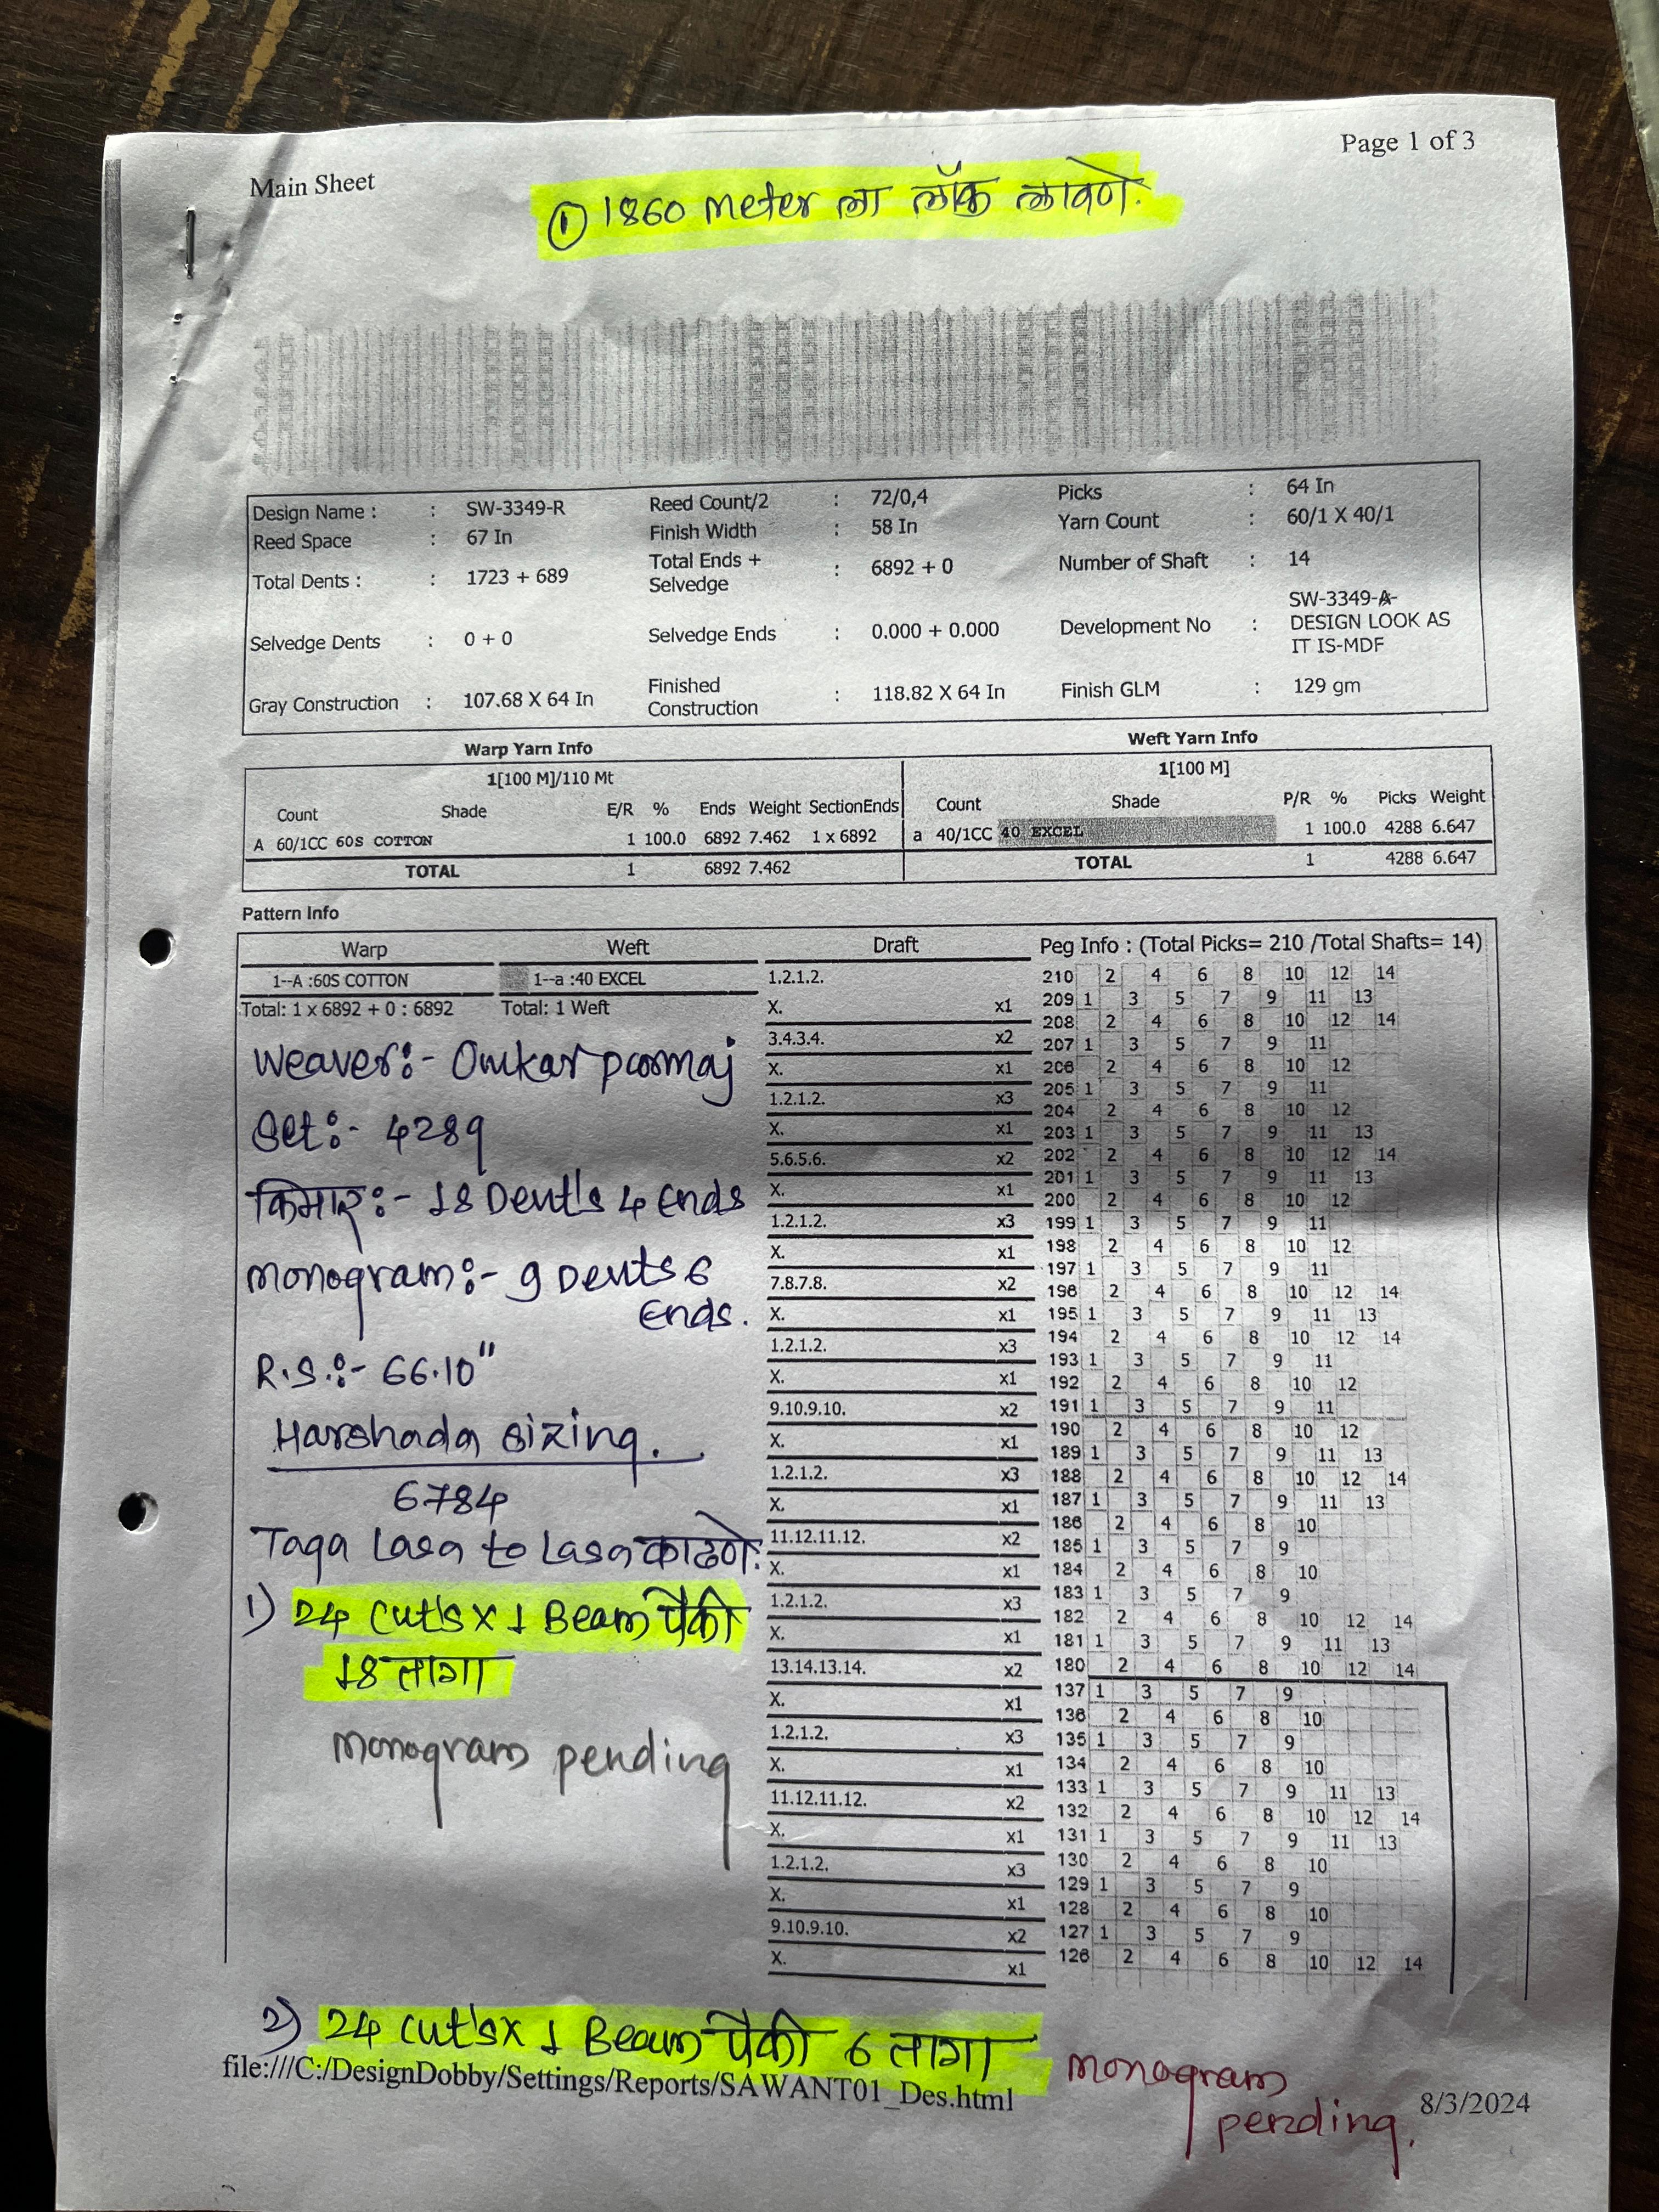 Page 1 of 3
Main Sheet
① 1860 meter ला लॉक लावणे.
Design Name : : SW-3349-R Reed Count/2 : 72/0,4 Picks : 64 In
Reed Space : 67 In Finish Width : 58 In Yarn Count : 60/1 X 40/1
Total Dents : : 1723 + 689 Total Ends + Selvedge : 6892 + 0 Number of Shaft : 14
Selvedge Dents : 0 + 0 Selvedge Ends : 0.000 + 0.000 Development No : SW-3349-A-
DESIGN LOOK AS
IT IS-MDF
Gray Construction : 107.68 X 64 In Finished Construction : 118.82 X 64 In Finish GLM : 129 gm
Warp Yarn Info Weft Yarn Info
1[100 M]/110 Mt 1[100 M]
Count Shade E/R % Ends Weight SectionEnds Count Shade P/R % Picks Weight
A 60/1CC 60S COTTON 1 100.0 6892 7.462 1 x 6892 a 40/1CC 40 EXCEL 1 100.0 4288 6.647
TOTAL 1 6892 7.462 TOTAL 1 4288 6.647
Pattern Info
Warp Weft Draft Peg Info : (Total Picks= 210 /Total Shafts= 14)
1--A :60S COTTON 1--a :40 EXCEL
Total: 1 x 6892 + 0 : 6892 Total: 1 Weft
Weaver:-
Set:- 4289
किनार:- 18 Dent's 4 Ends
Monogram:- 9 Dents 6
Ends.
R.S.:- 66.10"
Harshada Sizing.
6784
Taga Lasa to Lasa काढणे.
1) 24 Cut's x 1 Beam पैकी
18 तागा
Monogram pending
1.2.1.2.
X. x1
3.4.3.4. x2
X. x1
1.2.1.2. x3
X. x1
5.6.5.6. x2
X. x1
1.2.1.2. x3
X. x1
7.8.7.8. x2
X. x1
1.2.1.2. x3
X. x1
9.10.9.10. x2
X. x1
1.2.1.2. x3
X. x1
11.12.11.12. x2
X. x1
1.2.1.2. x3
X. x1
13.14.13.14. x2
X. x1
1.2.1.2. x3
X. x1
11.12.11.12. x2
X. x1
1.2.1.2. x3
X. x1
9.10.9.10. x2
X. x1
210 2 4 6 8 10 12 14
209 1 3 5 7 9 11 13
208 2 4 6 8 10 12 14
207 1 3 5 7 9 11
206 2 4 6 8 10 12
205 1 3 5 7 9 11
204 2 4 6 8 10 12
203 1 3 5 7 9 11 13
202 2 4 6 8 10 12 14
201 1 3 5 7 9 11 13
200 2 4 6 8 10 12
199 1 3 5 7 9 11
198 2 4 6 8 10 12
197 1 3 5 7 9 11
196 2 4 6 8 10 12 14
195 1 3 5 7 9 11 13
194 2 4 6 8 10 12 14
193 1 3 5 7 9 11
192 2 4 6 8 10 12
191 1 3 5 7 9 11
190 2 4 6 8 10 12
189 1 3 5 7 9 11 13
188 2 4 6 8 10 12 14
187 1 3 5 7 9 11 13
186 2 4 6 8 10
185 1 3 5 7 9
184 2 4 6 8 10
183 1 3 5 7 9
182 2 4 6 8 10 12 14
181 1 3 5 7 9 11 13
180 2 4 6 8 10 12 14
137 1 3 5 7 9
136 2 4 6 8 10
135 1 3 5 7 9
134 2 4 6 8 10
133 1 3 5 7 9 11 13
132 2 4 6 8 10 12 14
131 1 3 5 7 9 11 13
130 2 4 6 8 10
129 1 3 5 7 9
128 2 4 6 8 10
127 1 3 5 7 9
126 2 4 6 8 10 12 14
2) 24 cut's x 1 Beam पैकी 6 तागा
Monogram
pending.
file:///C:/DesignDobby/Settings/Reports/SAWANT01_Des.html 8/3/2024